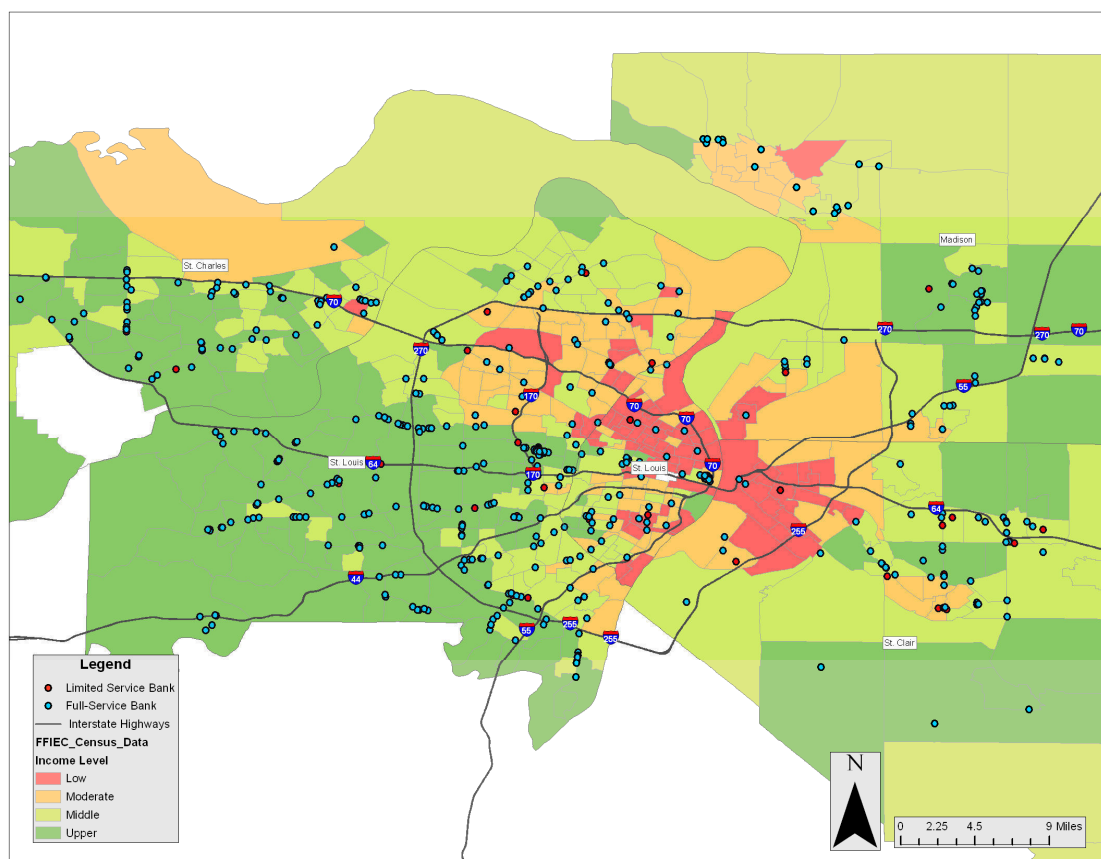 Madison
St. Charles
70
270
270
270
70
55
170
70
70
St. Louis
64
170
St. Louis
70
64
255
44
55
255
255
St. Clair
Legend
Limited Service Bank
Full-Service Bank
Interstate Highways
FFIEC_Census_Data
Income Level
Low
Moderate
Middle
Upper
N
0 2.25 4.5 9 Miles